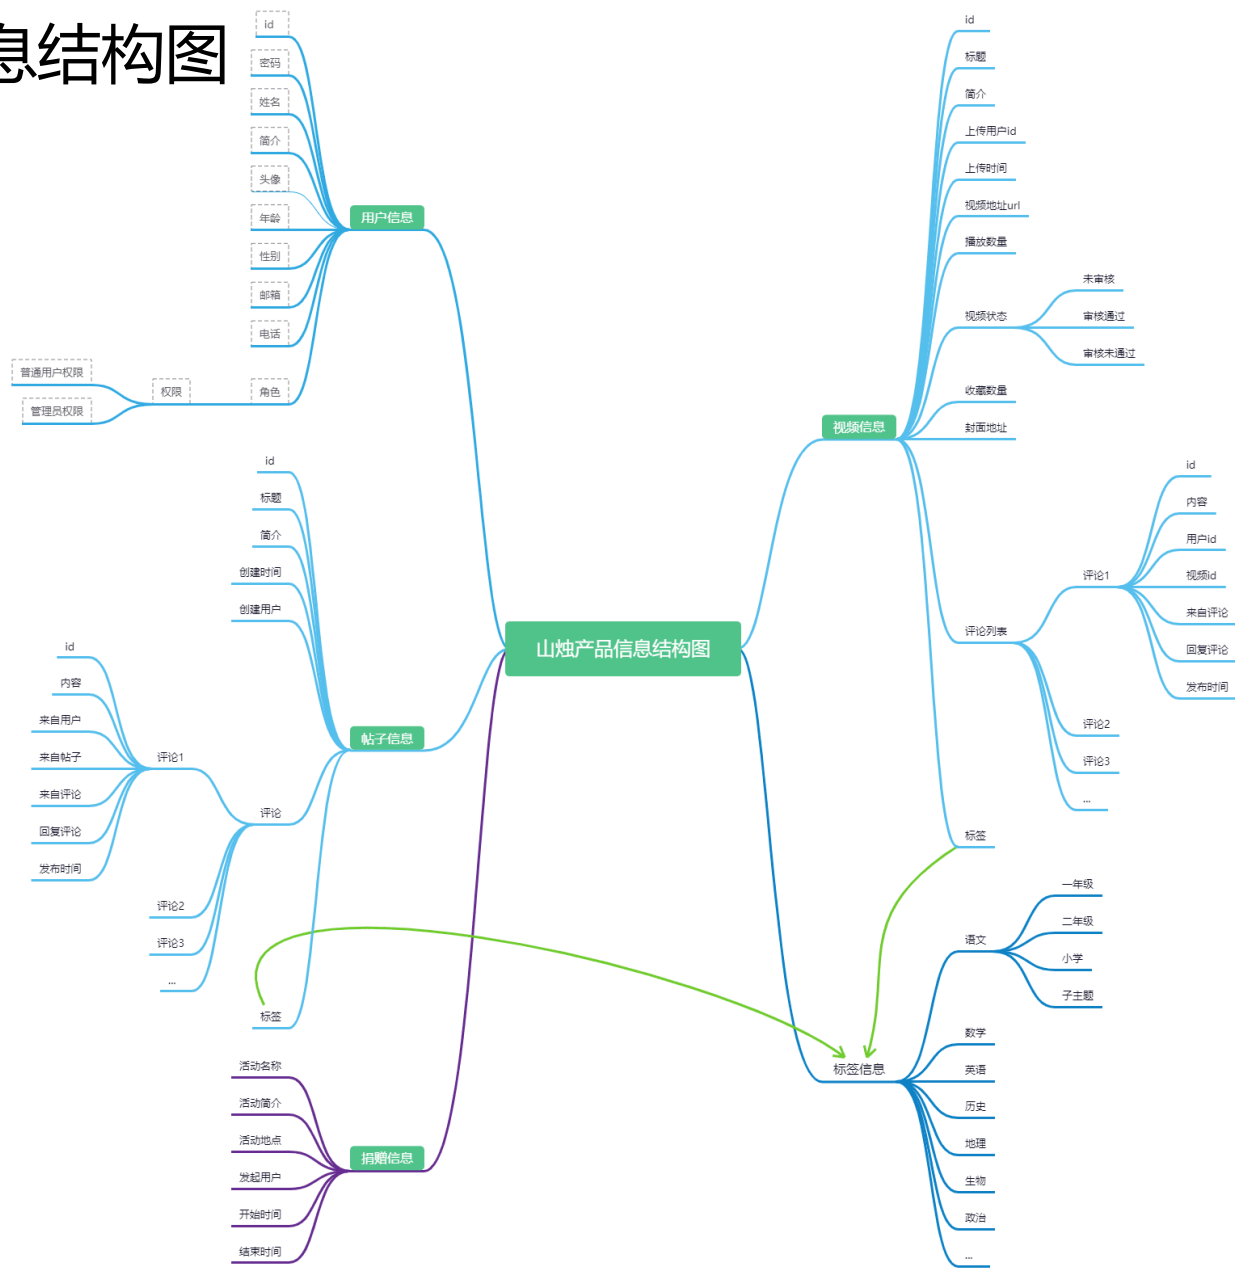 息结构图
山烛产品信息结构图
用户信息
id
密码
姓名
简介
头像
年龄
性别
邮箱
电话
角色
权限
普通用户权限
管理员权限
帖子信息
id
标题
简介
创建时间
创建用户
评论
评论1
id
内容
来自用户
来自帖子
来自评论
回复评论
发布时间
评论2
评论3
...
标签
捐赠信息
活动名称
活动简介
活动地点
发起用户
开始时间
结束时间
视频信息
id
标题
简介
上传用户id
上传时间
视频地址url
播放数量
视频状态
未审核
审核通过
审核未通过
收藏数量
封面地址
评论列表
评论1
id
内容
用户id
视频id
来自评论
回复评论
发布时间
评论2
评论3
...
标签
标签信息
语文
一年级
二年级
小学
子主题
数学
英语
历史
地理
生物
政治
...